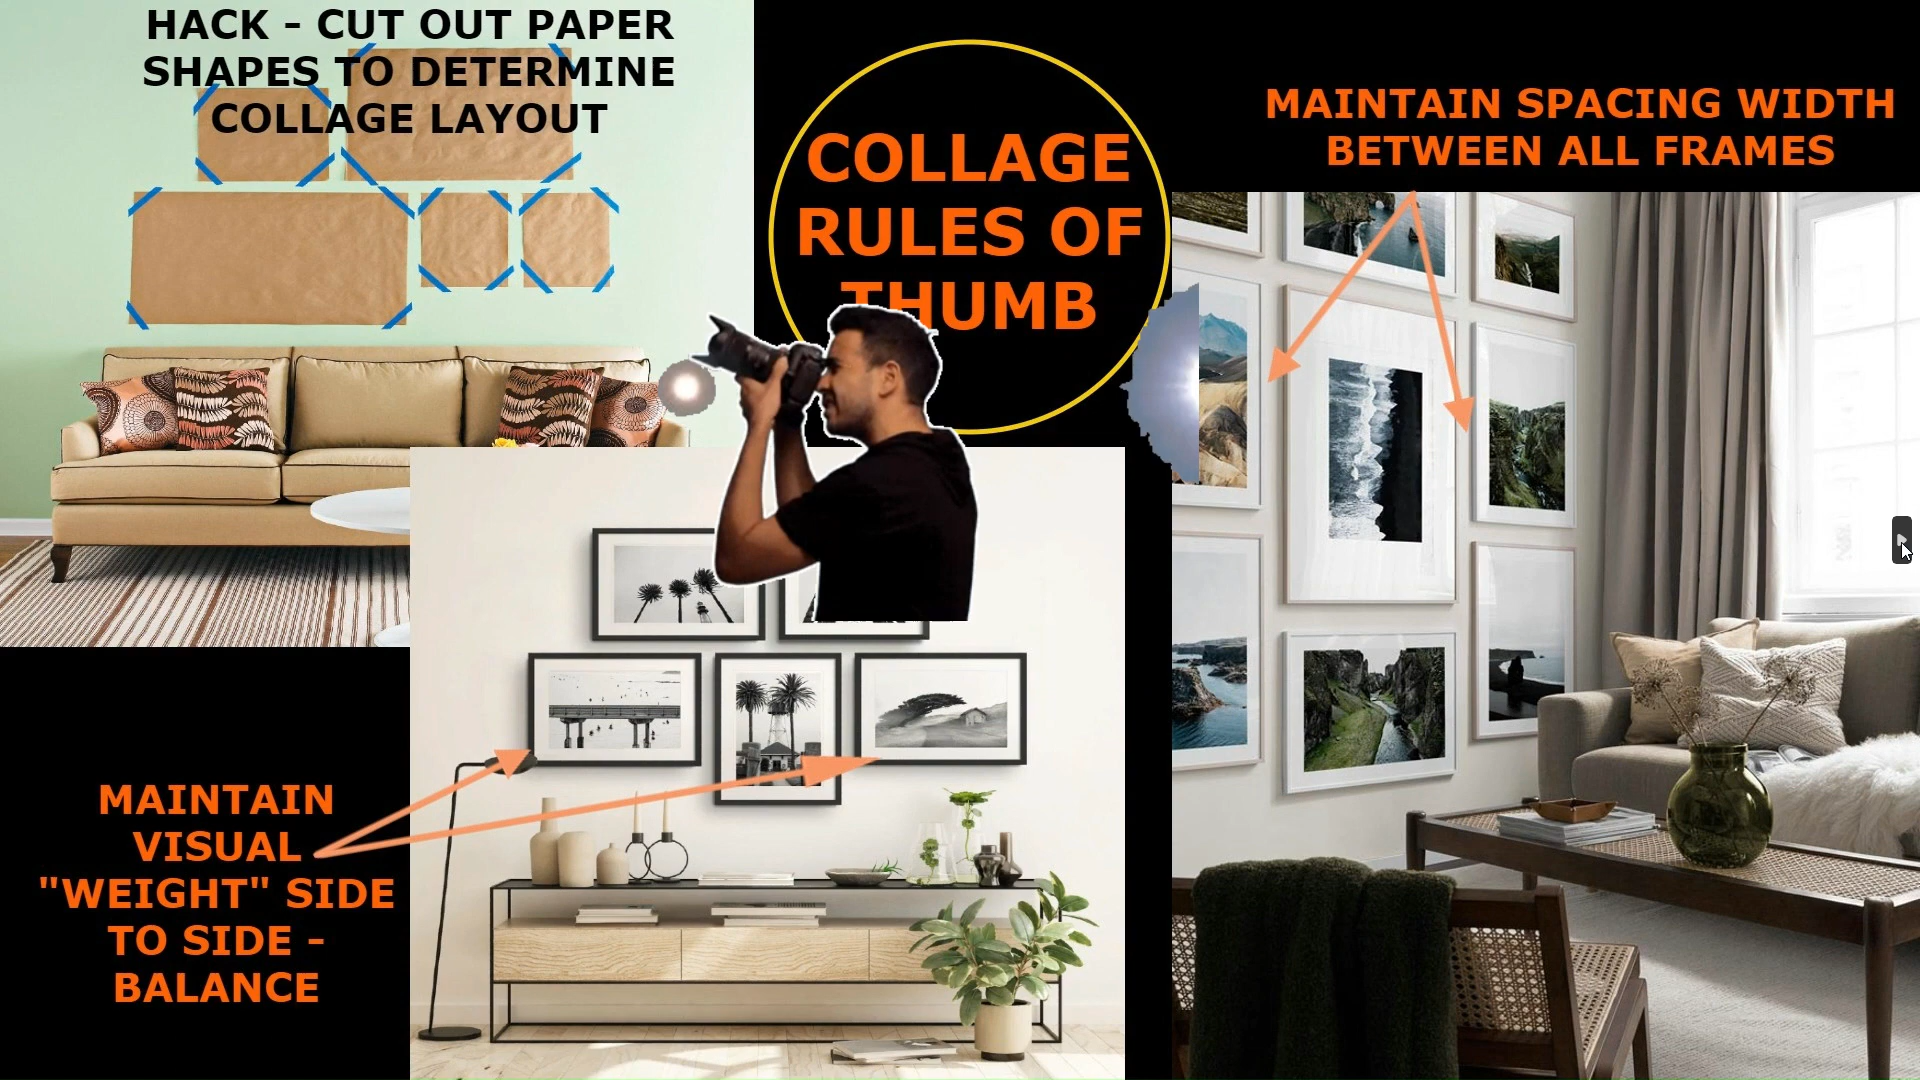 HACK - CUT OUT PAPER
SHAPES TO DETERMINE
COLLAGE LAYOUT
COLLAGE
RULES OF
THUMB
MAINTAIN SPACING WIDTH
BETWEEN ALL FRAMES
MAINTAIN
VISUAL
"WEIGHT" SIDE
TO SIDE -
BALANCE